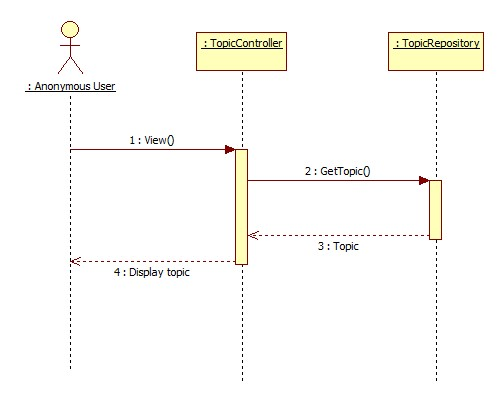 : TopicController
: TopicRepository
: Anonymous User
1 : View()
2 : GetTopic()
3 : Topic
4 : Display topic